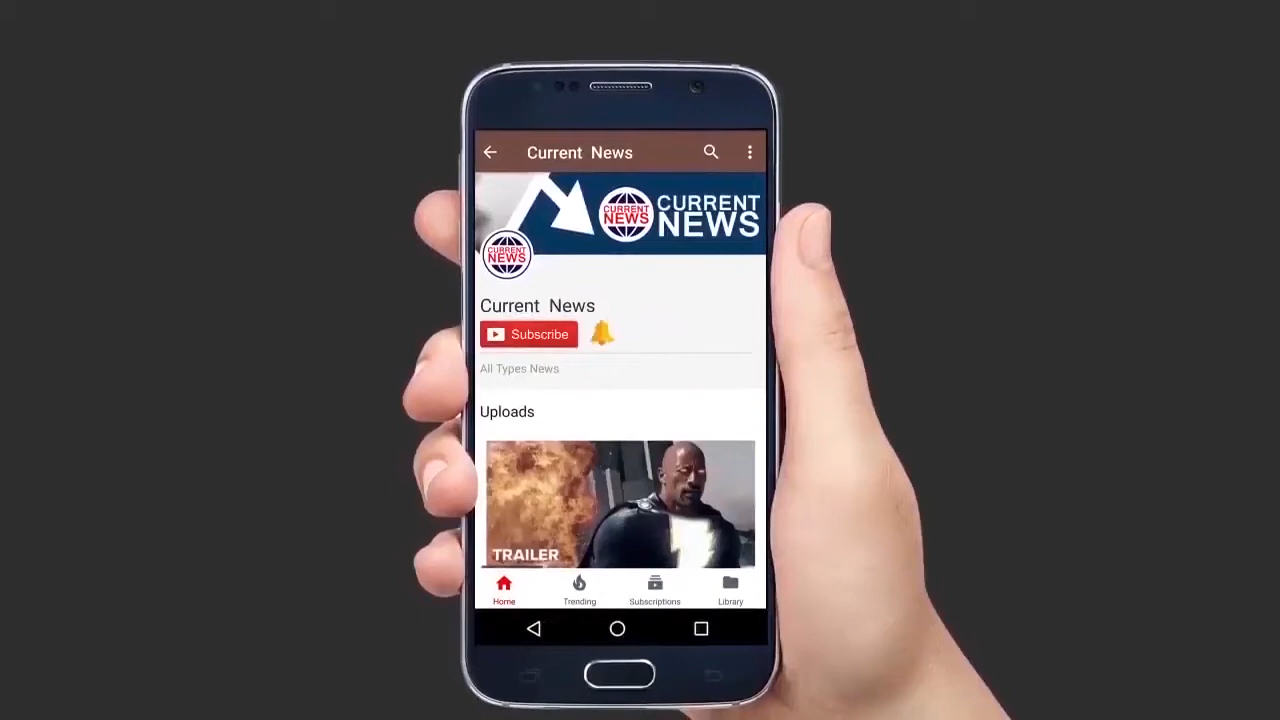 Current News
CURRENT
NEWS
CURRENT
NEWS
CURRENT
NEWS
Current News
Subscribe
All Types News
Uploads
TRAILER
Home
Trending
Subscriptions
Library